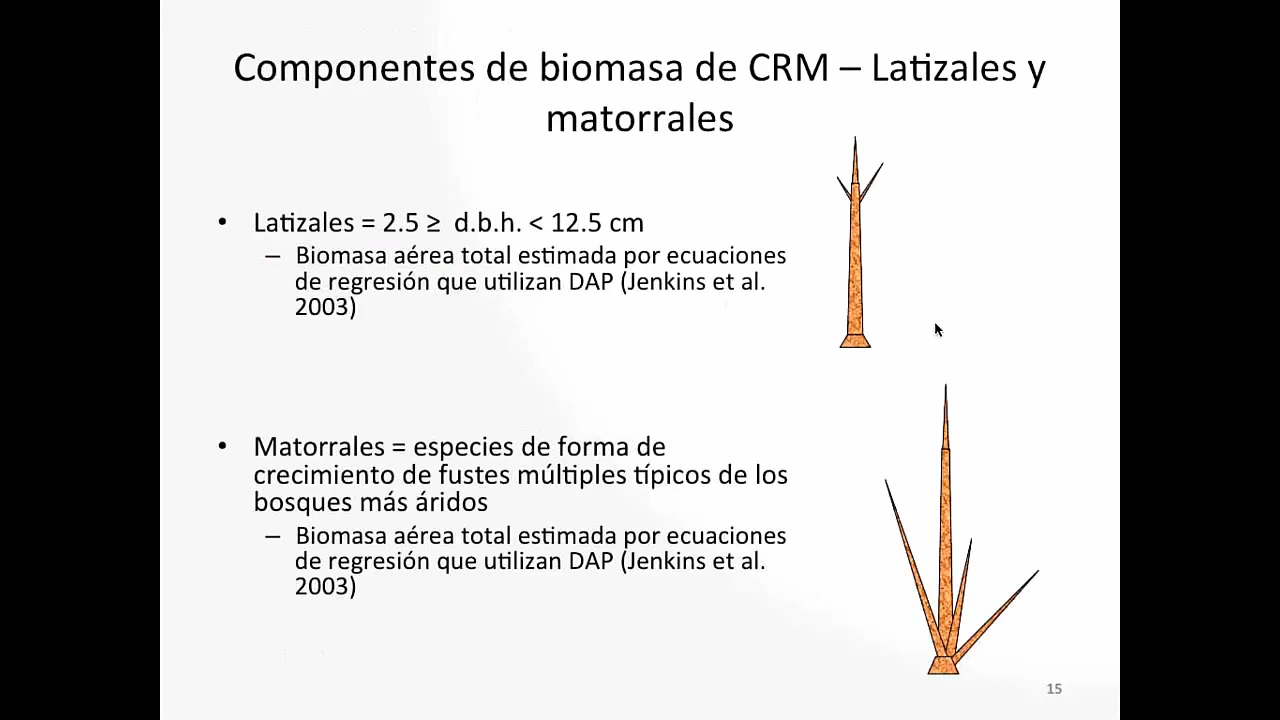 Componentes de biomasa de CRM – Latizales y
matorrales
• Latizales = 2.5 ≥ d.b.h. < 12.5 cm
– Biomasa aérea total estimada por ecuaciones
de regresión que utilizan DAP (Jenkins et al.
2003)
• Matorrales = especies de forma de
crecimiento de fustes múltiples típicos de los
bosques más áridos
– Biomasa aérea total estimada por ecuaciones
de regresión que utilizan DAP (Jenkins et al.
2003)
15